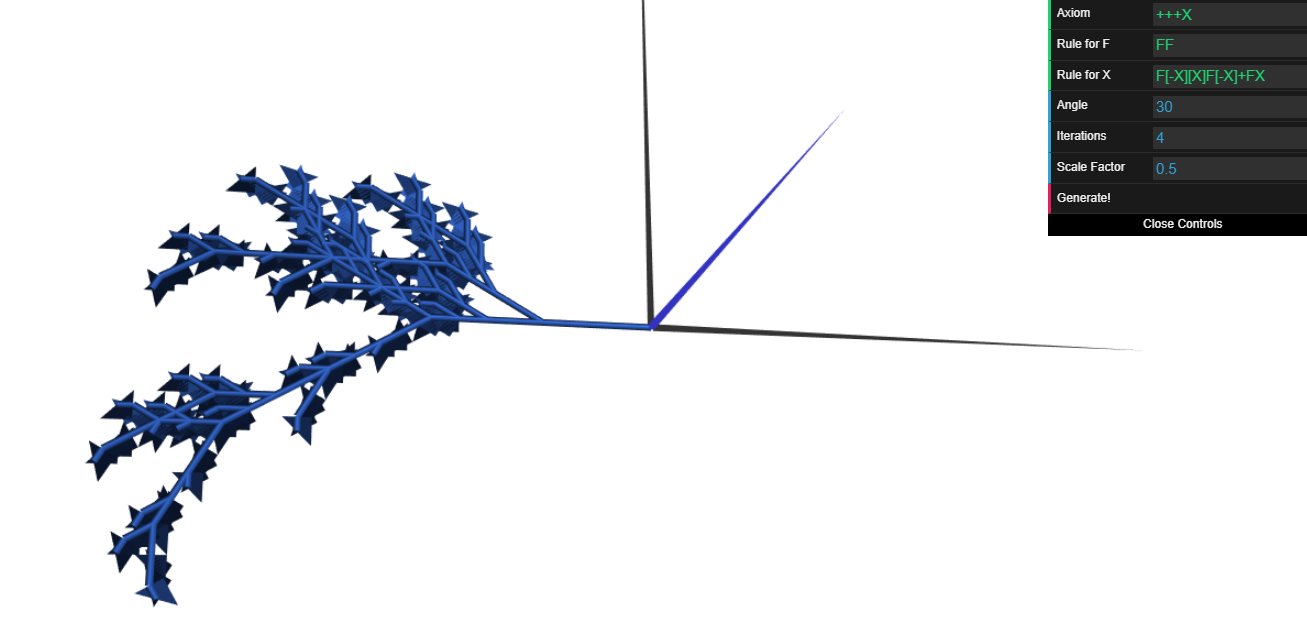 Axiom +++X
Rule for F FF
Rule for X F[-X][X]F[-X]+FX
Angle 30
Iterations 4
Scale Factor 0.5
Generate!
Close Controls